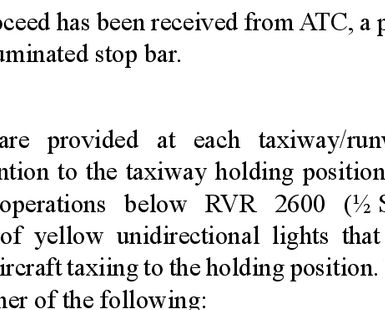 oceed has been received from ATC, a p
uminated stop bar.
are provided at each taxiway/runw
ntion to the taxiway holding position
operations below RVR 2600 (½ S
of yellow unidirectional lights that
ircraft taxiing to the holding position.
ner of the following: